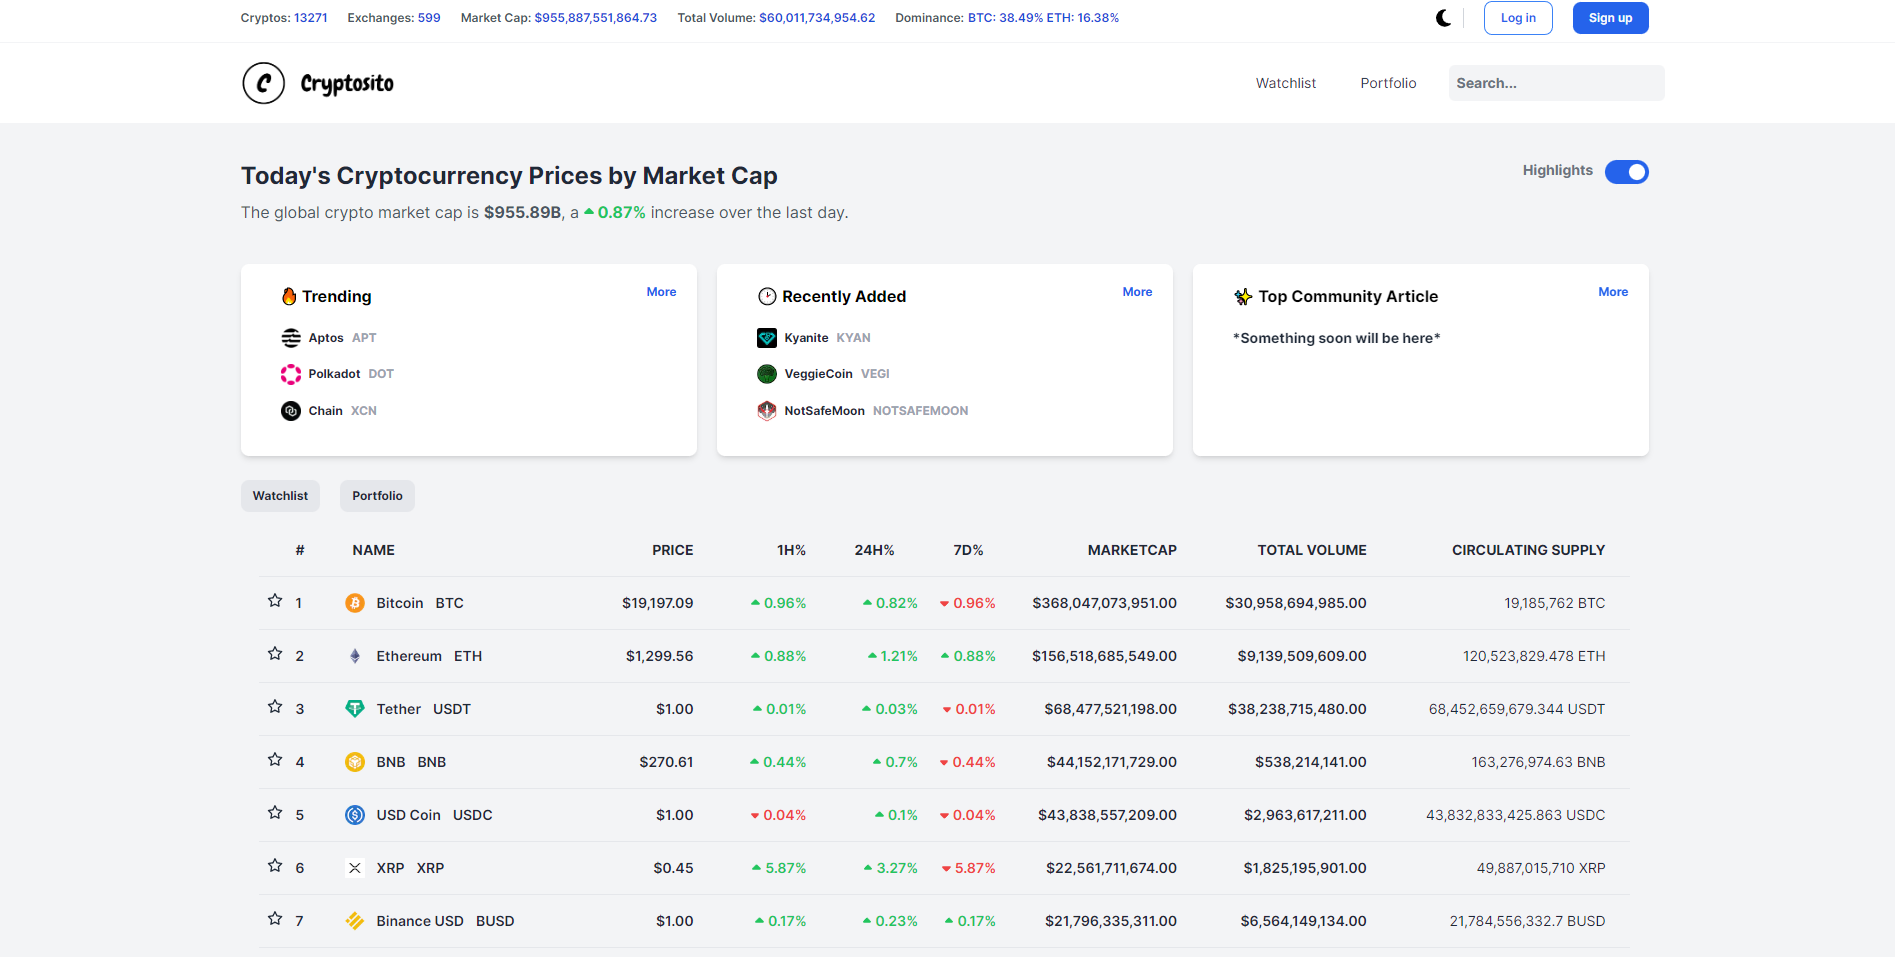 Cryptos: 13271 Exchanges: 599 Market Cap: $955,887,551,864.73 Total Volume: $60,011,734,954.62 Dominance: BTC: 38.49% ETH: 16.38% Log in Sign up
C Cryptosito Watchlist Portfolio Search...
Today's Cryptocurrency Prices by Market Cap Highlights
The global crypto market cap is $955.89B, a 0.87% increase over the last day.
Trending More
Aptos APT
Polkadot DOT
Chain XCN
Recently Added More
Kyanite KYAN
VeggieCoin VEGI
NotSafeMoon NOTSAFEMOON
Top Community Article More
*Something soon will be here*
Watchlist Portfolio
# NAME PRICE 1H% 24H% 7D% MARKETCAP TOTAL VOLUME CIRCULATING SUPPLY
1 Bitcoin BTC $19,197.09 0.96% 0.82% 0.96% $368,047,073,951.00 $30,958,694,985.00 19,185,762 BTC
2 Ethereum ETH $1,299.56 0.88% 1.21% 0.88% $156,518,685,549.00 $9,139,509,609.00 120,523,829.478 ETH
3 Tether USDT $1.00 0.01% 0.03% 0.01% $68,477,521,198.00 $38,238,715,480.00 68,452,659,679.344 USDT
4 BNB BNB $270.61 0.44% 0.7% 0.44% $44,152,171,729.00 $538,214,141.00 163,276,974.63 BNB
5 USD Coin USDC $1.00 0.04% 0.1% 0.04% $43,838,557,209.00 $2,963,617,211.00 43,832,833,425.863 USDC
6 XRP XRP $0.45 5.87% 3.27% 5.87% $22,561,711,674.00 $1,825,195,901.00 49,887,015,710 XRP
7 Binance USD BUSD $1.00 0.17% 0.23% 0.17% $21,796,335,311.00 $6,564,149,134.00 21,784,556,332.7 BUSD